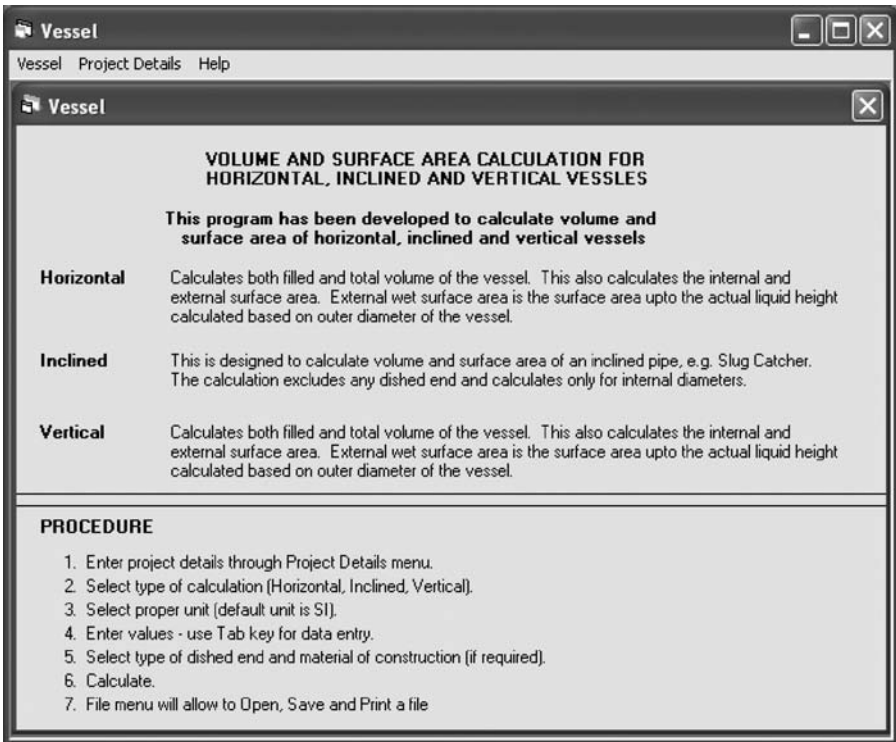 Vessel
Vessel Project Details Help
Vessel
VOLUME AND SURFACE AREA CALCULATION FOR
HORIZONTAL, INCLINED AND VERTICAL VESSLES
This program has been developed to calculate volume and
surface area of horizontal, inclined and vertical vessels
Horizontal Calculates both filled and total volume of the vessel. This also calculates the internal and
external surface area. External wet surface area is the surface area upto the actual liquid height
calculated based on outer diameter of the vessel.
Inclined This is designed to calculate volume and surface area of an inclined pipe, e.g. Slug Catcher.
The calculation excludes any dished end and calculates only for internal diameters.
Vertical Calculates both filled and total volume of the vessel. This also calculates the internal and
external surface area. External wet surface area is the surface area upto the actual liquid height
calculated based on outer diameter of the vessel.
PROCEDURE
1. Enter project details through Project Details menu.
2. Select type of calculation (Horizontal, Inclined, Vertical).
3. Select proper unit (default unit is SI).
4. Enter values - use Tab key for data entry.
5. Select type of dished end and material of construction (if required).
6. Calculate.
7. File menu will allow to Open, Save and Print a file